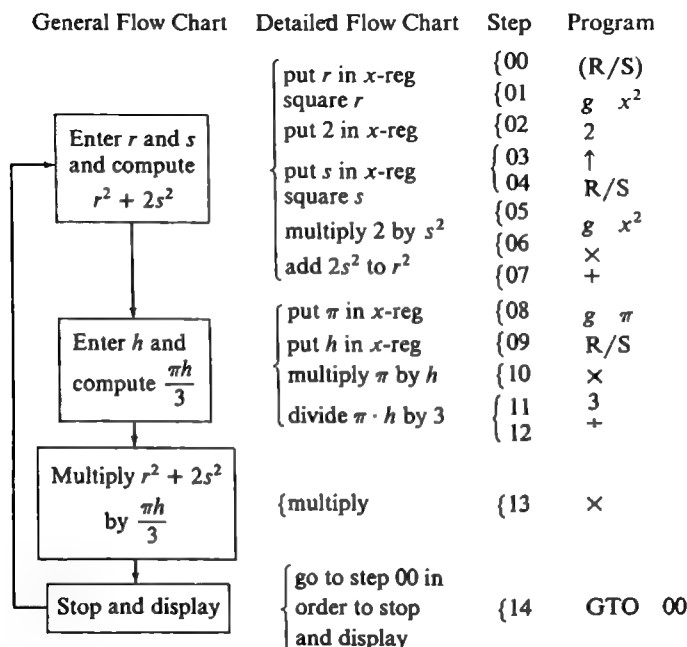 General Flow Chart Detailed Flow Chart Step Program
Enter r and s
and compute
r² + 2s²
put r in x-reg {00 (R/S)
square r {01 g x²
put 2 in x-reg {02 2
put s in x-reg { 03 ↑
square s 04 R/S
multiply 2 by s² {05 g x²
add 2s² to r² {06 ×
{07 +
Enter h and
compute πh/3
put π in x-reg {08 g π
put h in x-reg {09 R/S
multiply π by h {10 ×
divide π · h by 3 { 11 3
12 ÷
Multiply r² + 2s²
by πh/3
{multiply {13 ×
Stop and display
go to step 00 in
order to stop {14 GTO 00
and display